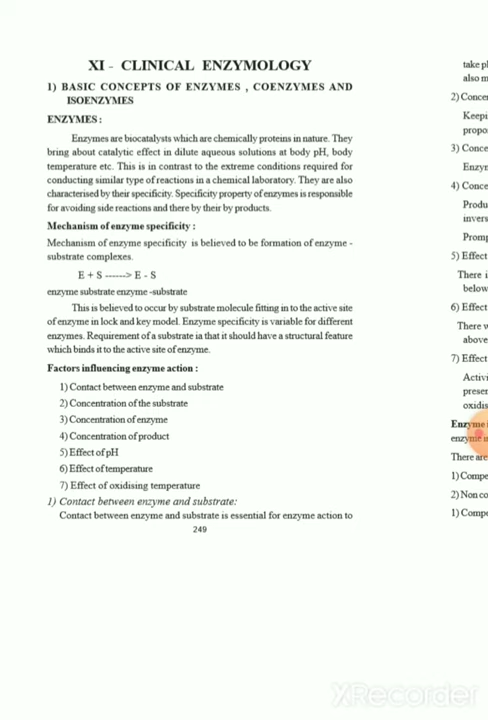 XI - CLINICAL ENZYMOLOGY
1) BASIC CONCEPTS OF ENZYMES , COENZYMES AND
ISOENZYMES
ENZYMES :
Enzymes are biocatalysts which are chemically proteins in nature. They
bring about catalytic effect in dilute aqueous solutions at body pH, body
temperature etc. This is in contrast to the extreme conditions required for
conducting similar type of reactions in a chemical laboratory. They are also
characterised by their specificity. Specificity property of enzymes is responsible
for avoiding side reactions and there by their by products.
Mechanism of enzyme specificity :
Mechanism of enzyme specificity is believed to be formation of enzyme -
substrate complexes.
E + S ------> E - S
enzyme substrate enzyme -substrate
This is believed to occur by substrate molecule fitting in to the active site
of enzyme in lock and key model. Enzyme specificity is variable for different
enzymes. Requirement of a substrate ia that it should have a structural feature
which binds it to the active site of enzyme.
Factors influencing enzyme action :
1) Contact between enzyme and substrate
2) Concentration of the substrate
3) Concentration of enzyme
4) Concentration of product
5) Effect of pH
6) Effect of temperature
7) Effect of oxidising temperature
1) Contact between enzyme and substrate:
Contact between enzyme and substrate is essential for enzyme action to
249
take pl
also m
2) Concen
Keepi
propo
3) Conce
Enzym
4) Conce
Produ
invers
Promp
5) Effect
There i
below
6) Effect
There w
above
7) Effect
Activi
presen
oxidis
Enzyme
enzyme i
There are
1) Compe
2) Non co
1) Compe
XRecorder